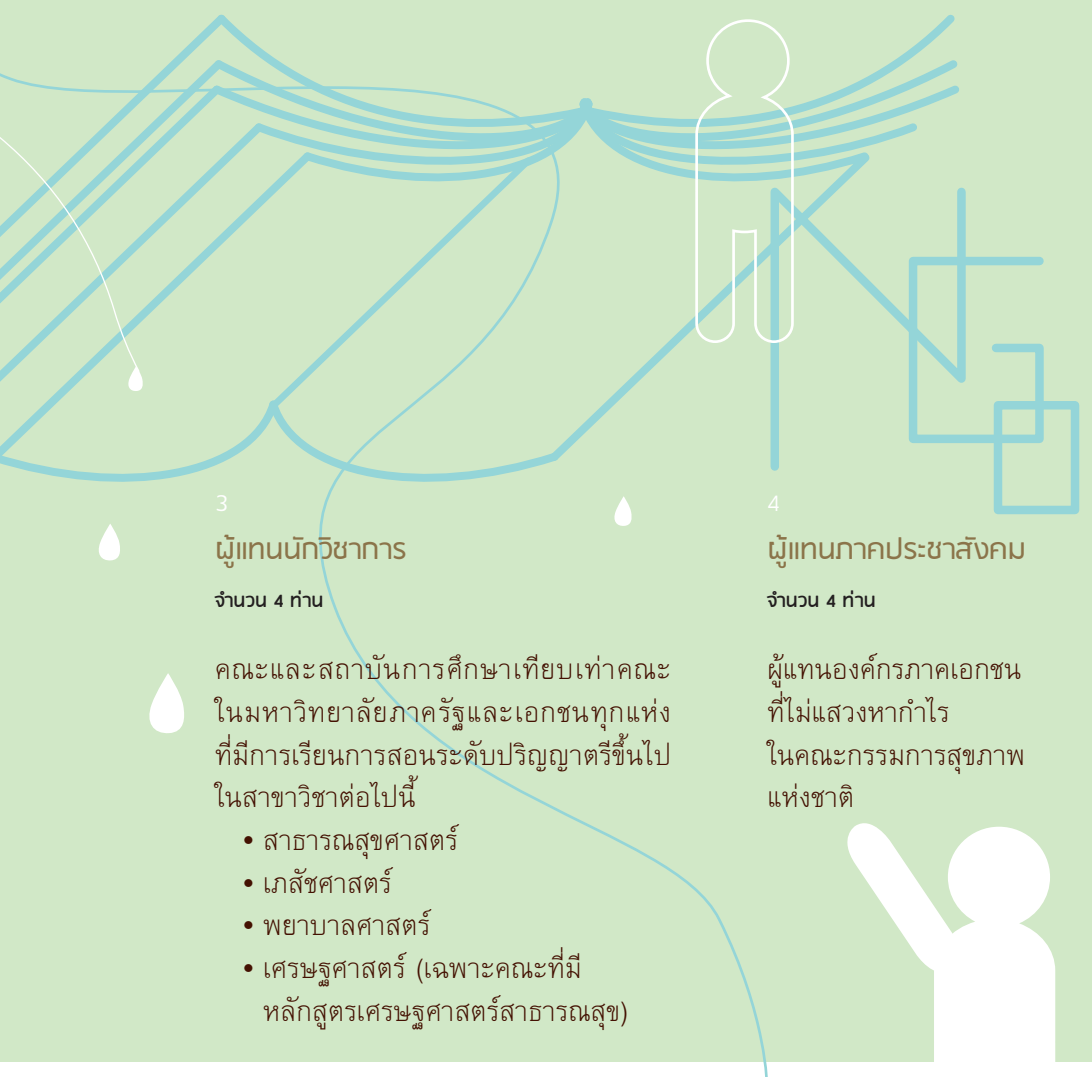 3
ผู้แทนนักวิชาการ
จำนวน 4 ท่าน
คณะและสถาบันการศึกษาเทียบเท่าคณะ
ในมหาวิทยาลัยภาครัฐและเอกชนทุกแห่ง
ที่มีการเรียนการสอนระดับปริญญาตรีขึ้นไป
ในสาขาวิชาต่อไปนี้
• สาธารณสุขศาสตร์
• เภสัชศาสตร์
• พยาบาลศาสตร์
• เศรษฐศาสตร์ (เฉพาะคณะที่มี
หลักสูตรเศรษฐศาสตร์สาธารณสุข)
4
ผู้แทนภาคประชาสังคม
จำนวน 4 ท่าน
ผู้แทนองค์กรภาคเอกชน
ที่ไม่แสวงหากำไร
ในคณะกรรมการสุขภาพ
แห่งชาติ